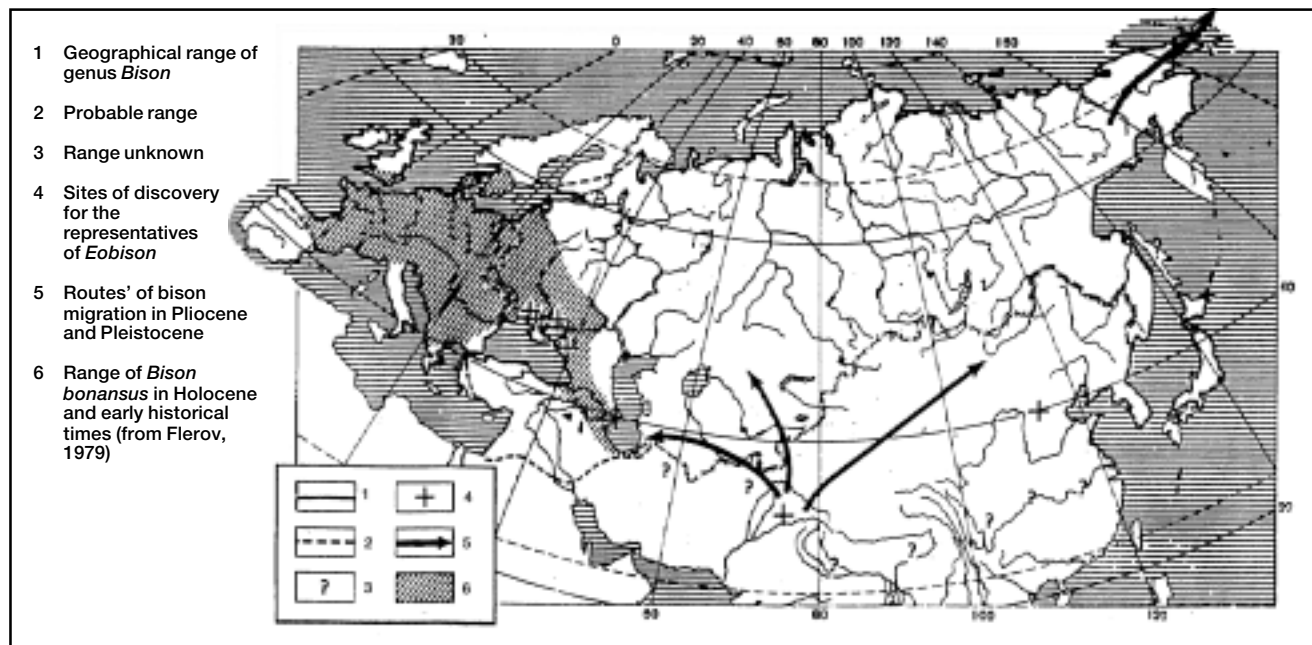 1 Geographical range of
genus Bison
2 Probable range
3 Range unknown
4 Sites of discovery
for the
representatives
of Eobison
5 Routes' of bison
migration in Pliocene
and Pleistocene
6 Range of Bison
bonansus in Holocene
and early historical
times (from Flerov,
1979)
0 20 40 60 80 100 120 140
40
?
?
?
?
20
1 4
2 5
? 3 6
50 100